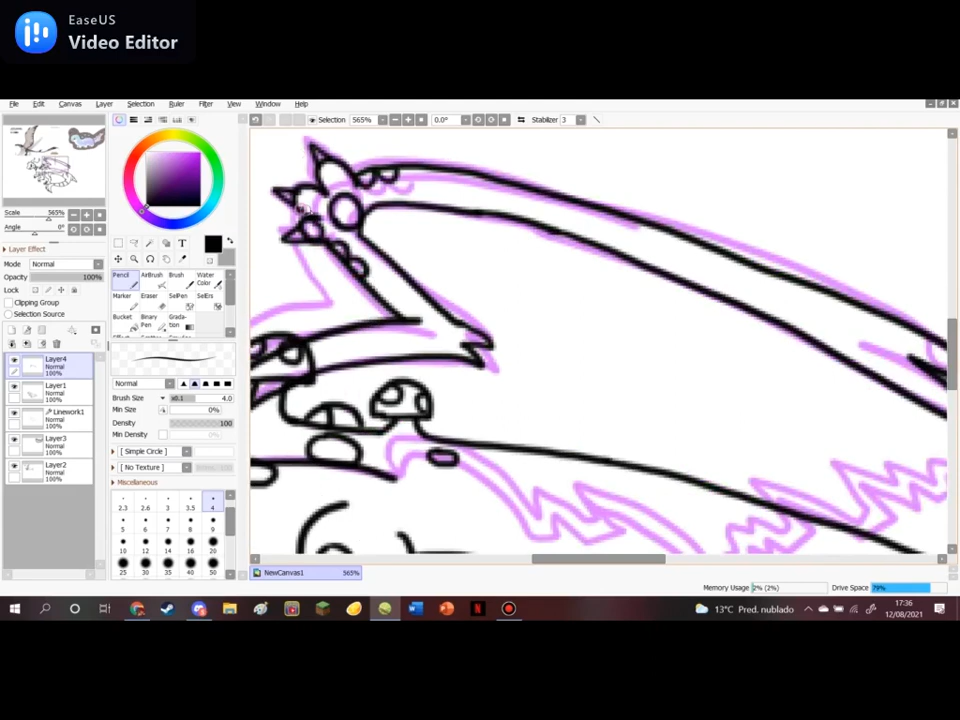 EaseUS
Video Editor
File Edit Canvas Layer Selection Ruler Filter View Window Help
Selection 565% 0.0° Stabilizer 3
Scale 565%
Angle 0°
Layer Effect
Mode Normal
Opacity 100%
Lock
Clipping Group
Selection Source
Layer4
Normal
100%
Layer1
Normal
100%
Linework1
Normal
100%
Layer3
Normal
100%
Layer2
Normal
100%
T
Pencil AirBrush Brush Water Color
Marker Eraser SelPen SelErs
Bucket Binary Pen Grada-tion
Normal
Brush Size x0.1 4.0
Min Size 0%
Density 100
Min Density 0%
[ Simple Circle ]
[ No Texture ]
Miscellaneous
2.3 2.6 3 3.5 4
5 6 7 8 9
10 12 14 16 20
25 30 35 40 50
NewCanvas1 565%
Memory Usage 2% (2%) Drive Space 79%
13°C Pred. nublado
17:36
12/08/2021